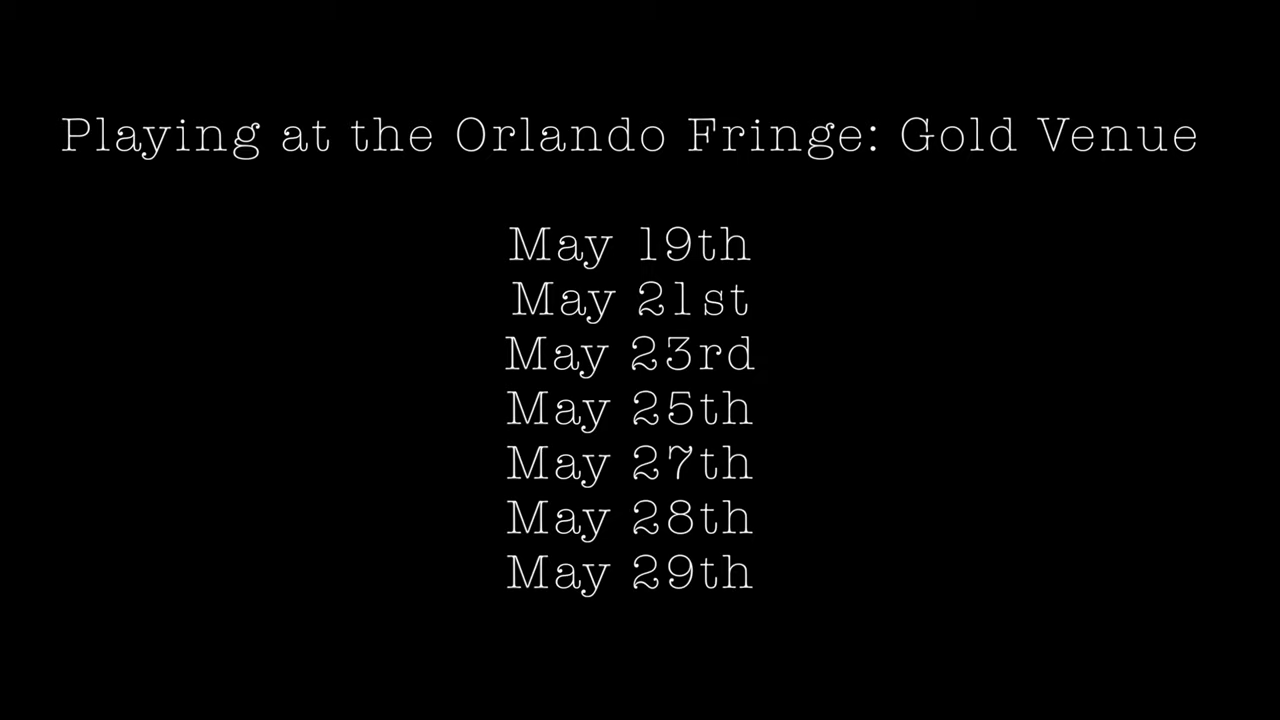 Playing at the Orlando Fringe: Gold Venue
May 19th
May 21st
May 23rd
May 25th
May 27th
May 28th
May 29th